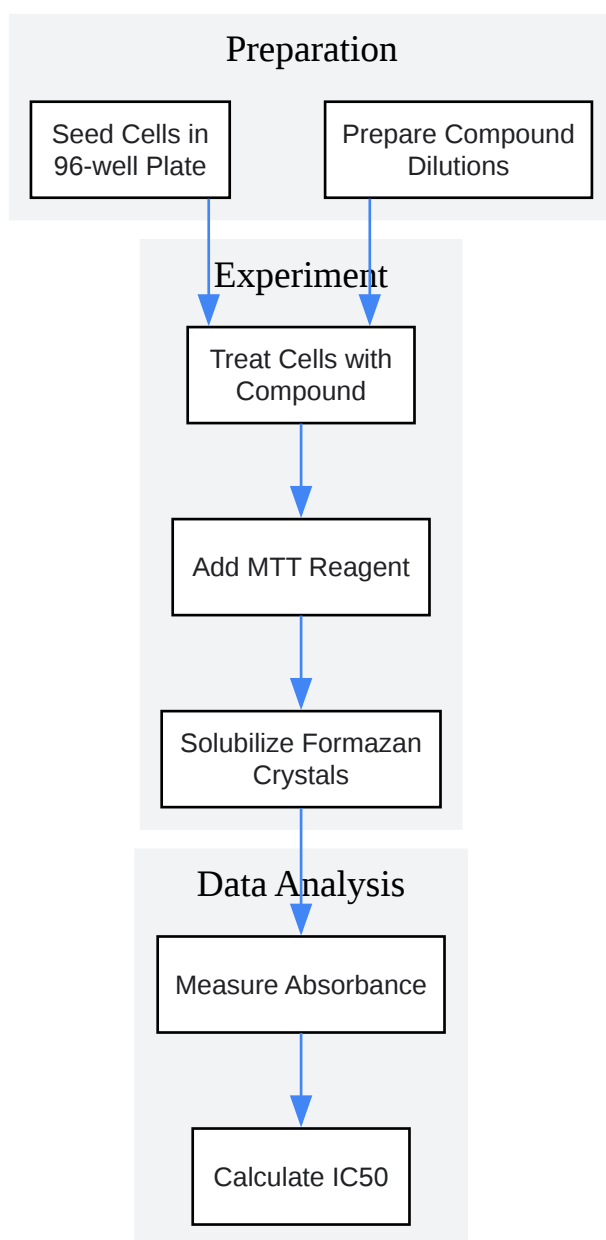 Preparation
Seed Cells in
96-well Plate
Prepare Compound
Dilutions
Experiment
Treat Cells with
Compound
Add MTT Reagent
Solubilize Formazan
Crystals
Data Analysis
Measure Absorbance
Calculate IC50